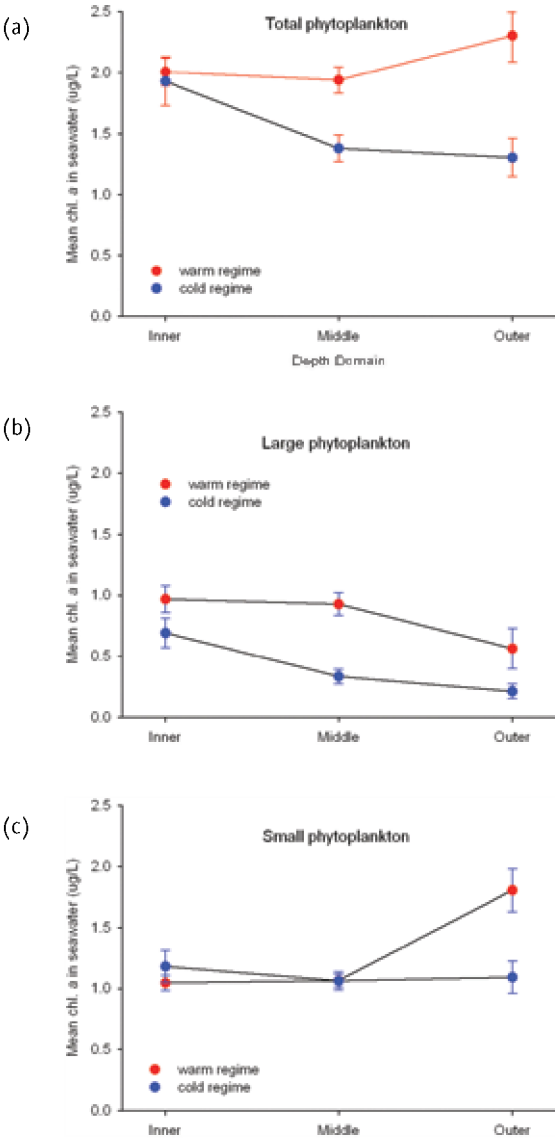 (a)
Total phytoplankton
Mean chl. a in seawater (ug/L)
2.5
2.0
1.5
1.0
0.5
0.0
warm regime
cold regime
Inner Middle Outer
Depth Domain
(b)
Large phytoplankton
Mean chl. a in seawater (ug/L)
2.5
2.0
1.5
1.0
0.5
0.0
warm regime
cold regime
Inner Middle Outer
(c)
Small phytoplankton
Mean chl. a in seawater (ug/L)
2.5
2.0
1.5
1.0
0.5
0.0
warm regime
cold regime
Inner Middle Outer